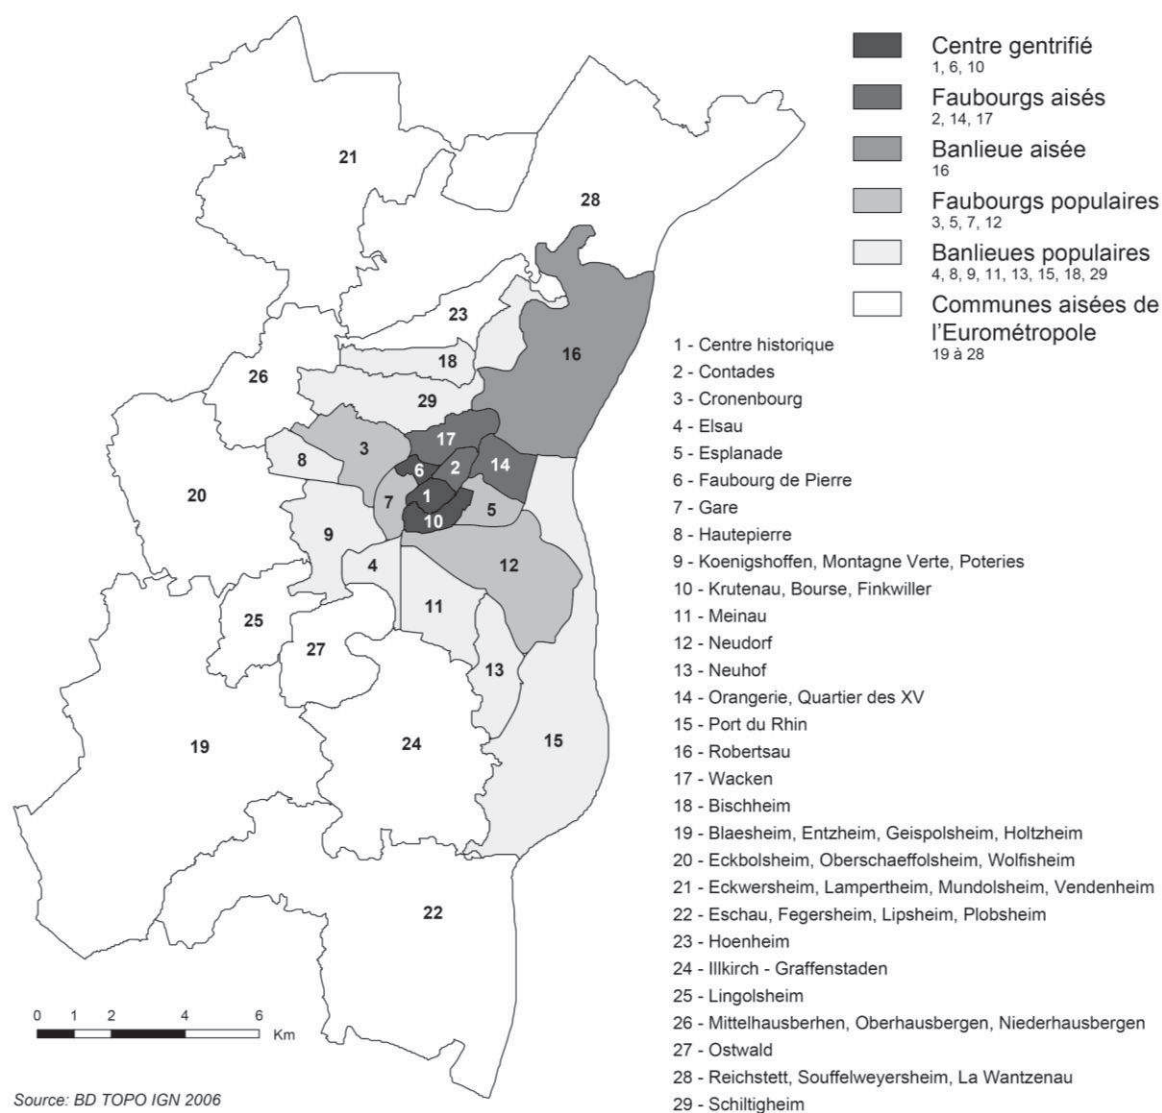 Centre gentrifié
1, 6, 10
Faubourgs aisés
2, 14, 17
Banlieue aisée
16
Faubourgs populaires
3, 5, 7, 12
Banlieues populaires
4, 8, 9, 11, 13, 15, 18, 29
Communes aisées de
l'Eurométropole
19 à 28
21
28
23
16
18
26
29
17
3
8
6
2
14
20
7
1
5
10
9
12
4
11
25
27
13
19
24
15
22
1 - Centre historique
2 - Contades
3 - Cronenbourg
4 - Elsau
5 - Esplanade
6 - Faubourg de Pierre
7 - Gare
8 - Hautepierre
9 - Koenigshoffen, Montagne Verte, Poteries
10 - Krutenau, Bourse, Finkwiller
11 - Meinau
12 - Neudorf
13 - Neuhof
14 - Orangerie, Quartier des XV
15 - Port du Rhin
16 - Robertsau
17 - Wacken
18 - Bischheim
19 - Blaesheim, Entzheim, Geispolsheim, Holtzheim
20 - Eckbolsheim, Oberschaeffolsheim, Wolfisheim
21 - Eckwersheim, Lampertheim, Mundolsheim, Vendenheim
22 - Eschau, Fegersheim, Lipsheim, Plobsheim
23 - Hoenheim
24 - Illkirch - Graffenstaden
25 - Lingolsheim
26 - Mittelhausberhen, Oberhausbergen, Niederhausbergen
27 - Ostwald
28 - Reichstett, Souffelweyersheim, La Wantzenau
29 - Schiltigheim
0 1 2 4 6
Km
Source: BD TOPO IGN 2006